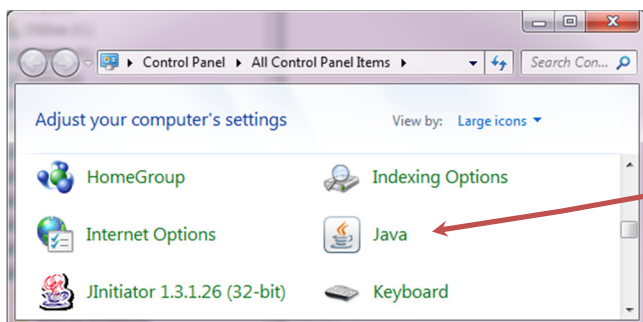 Control Panel ▸ All Control Panel Items ▸
Search Con...
Adjust your computer's settings
View by: Large icons
HomeGroup
Indexing Options
Internet Options
Java
JInitiator 1.3.1.26 (32-bit)
Keyboard